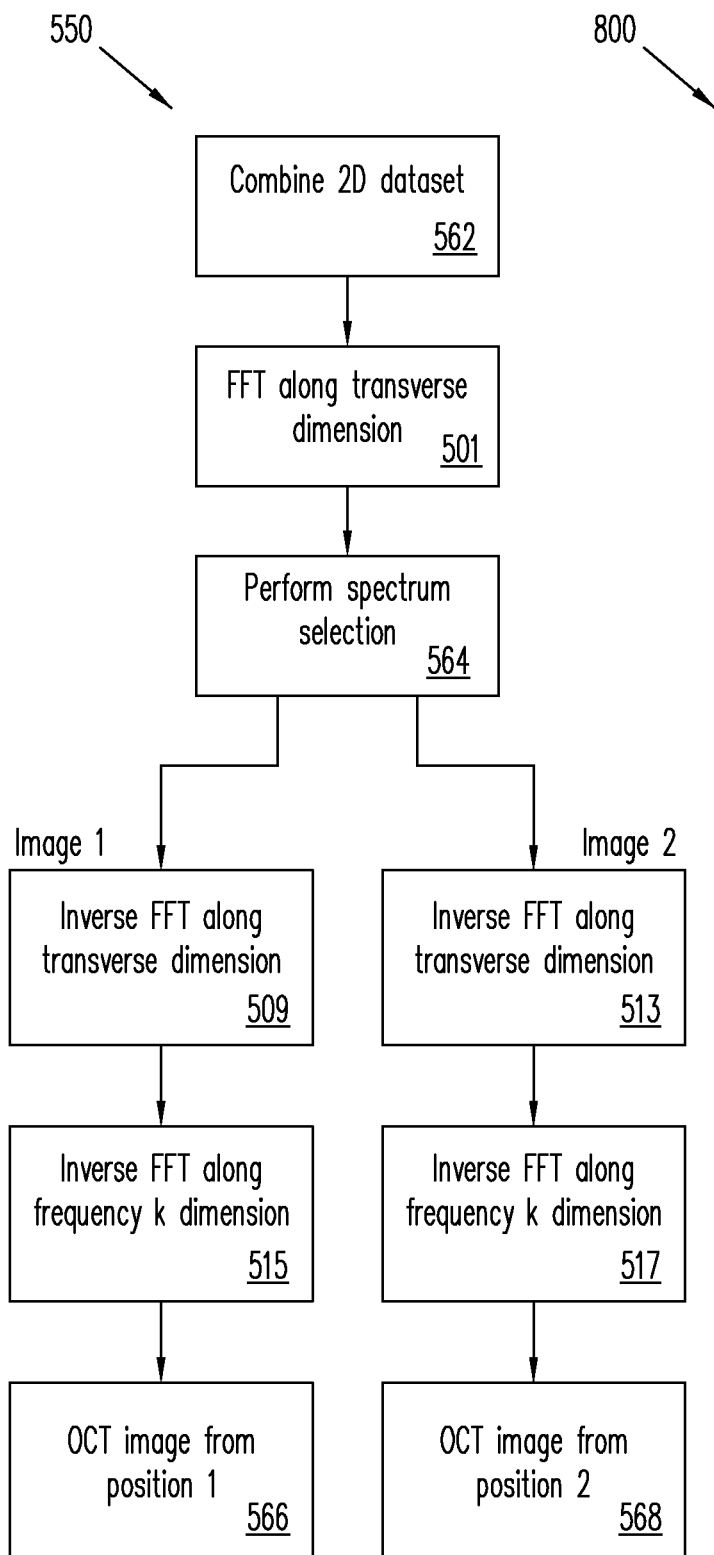 550
800
Combine 2D dataset
562
FFT along transverse
dimension
501
Perform spectrum
selection
564
Image 1
Inverse FFT along
transverse dimension
509
Image 2
Inverse FFT along
transverse dimension
513
Inverse FFT along
frequency k dimension
515
Inverse FFT along
frequency k dimension
517
OCT image from
position 1
566
OCT image from
position 2
568